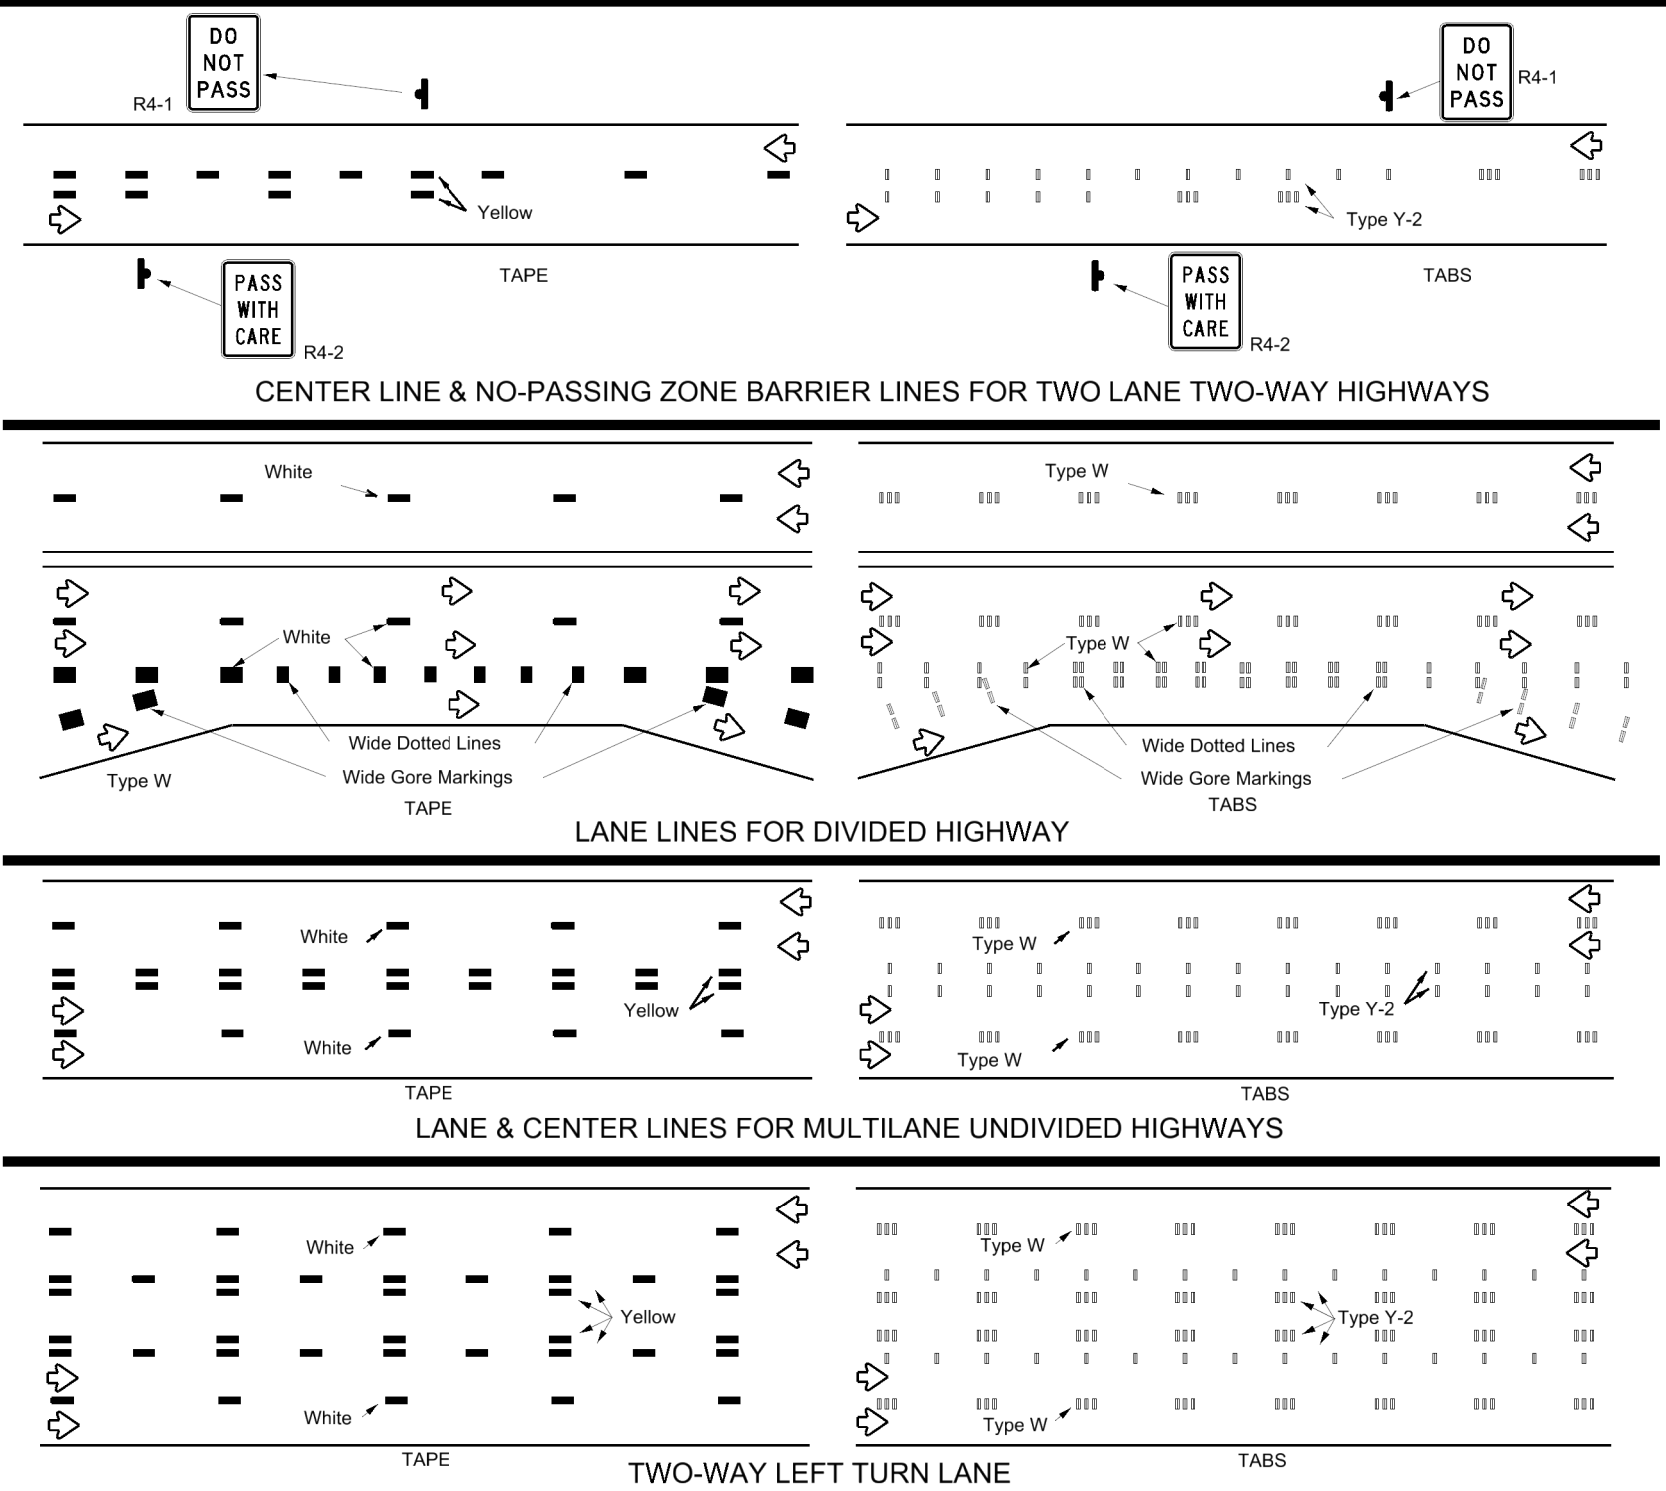 DO
NOT
PASS
R4-1
DO
NOT
PASS
R4-1
Yellow
Type Y-2
TAPE
TABS
PASS
WITH
CARE
R4-2
PASS
WITH
CARE
R4-2
CENTER LINE & NO-PASSING ZONE BARRIER LINES FOR TWO LANE TWO-WAY HIGHWAYS
White
Type W
White
Type W
Wide Dotted Lines
Wide Dotted Lines
Type W
Wide Gore Markings
Wide Gore Markings
TAPE
TABS
LANE LINES FOR DIVIDED HIGHWAY
White
Type W
Yellow
Type Y-2
White
Type W
TAPE
TABS
LANE & CENTER LINES FOR MULTILANE UNDIVIDED HIGHWAYS
White
Type W
Yellow
Type Y-2
White
Type W
TAPE
TABS
TWO-WAY LEFT TURN LANE